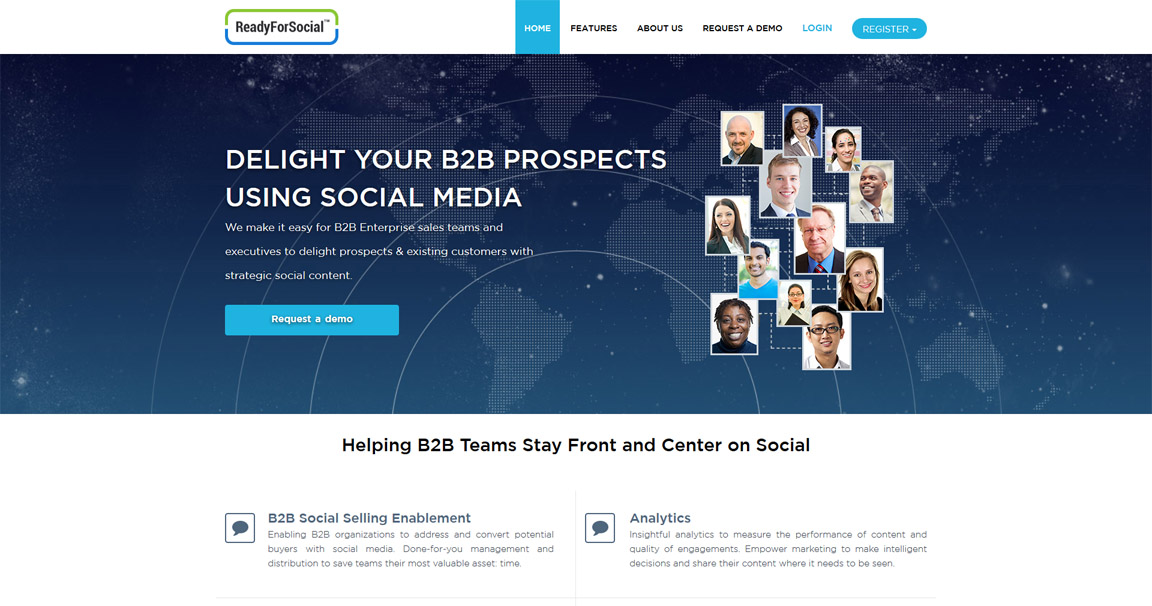 ReadyForSocial™
HOME
FEATURES
ABOUT US
REQUEST A DEMO
LOGIN
REGISTER
DELIGHT YOUR B2B PROSPECTS
USING SOCIAL MEDIA
We make it easy for B2B Enterprise sales teams and
executives to delight prospects & existing customers with
strategic social content.
Request a demo
Helping B2B Teams Stay Front and Center on Social
B2B Social Selling Enablement
Enabling B2B organizations to address and convert potential
buyers with social media. Done-for-you management and
distribution to save teams their most valuable asset: time.
Analytics
Insightful analytics to measure the performance of content and
quality of engagements. Empower marketing to make intelligent
decisions and share their content where it needs to be seen.